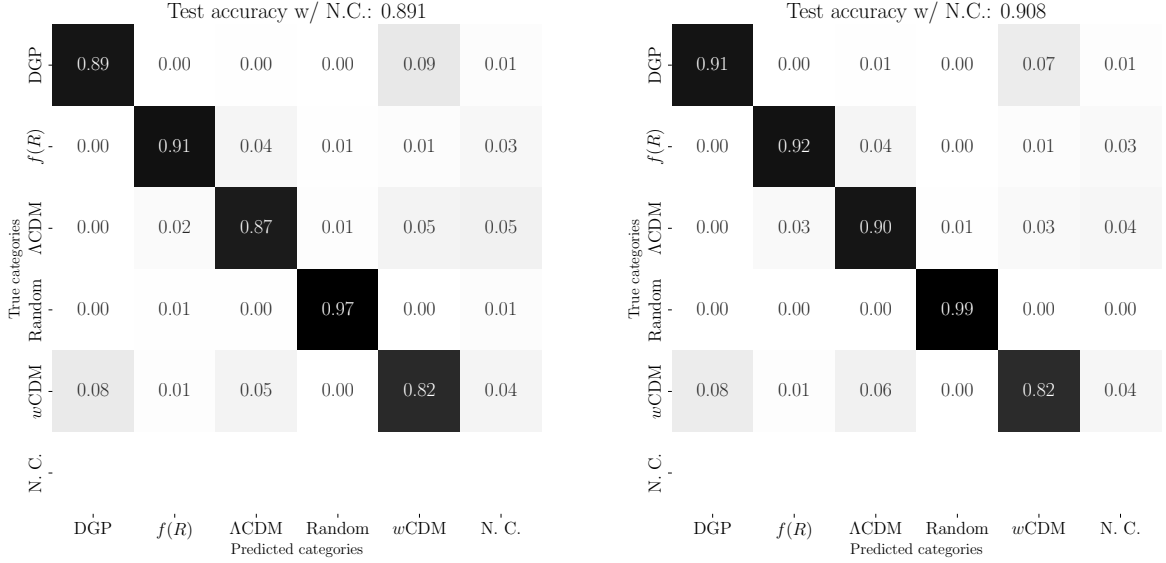 Test accuracy w/ N.C.: 0.891
True categories
DGP 0.89 0.00 0.00 0.00 0.09 0.01
f(R) 0.00 0.91 0.04 0.01 0.01 0.03
ΛCDM 0.00 0.02 0.87 0.01 0.05 0.05
Random 0.00 0.01 0.00 0.97 0.00 0.01
wCDM 0.08 0.01 0.05 0.00 0.82 0.04
N. C.
DGP f(R) ΛCDM Random wCDM N. C.
Predicted categories
Test accuracy w/ N.C.: 0.908
True categories
DGP 0.91 0.00 0.01 0.00 0.07 0.01
f(R) 0.00 0.92 0.04 0.00 0.01 0.03
ΛCDM 0.00 0.03 0.90 0.01 0.03 0.04
Random 0.00 0.00 0.00 0.99 0.00 0.00
wCDM 0.08 0.01 0.06 0.00 0.82 0.04
N. C.
DGP f(R) ΛCDM Random wCDM N. C.
Predicted categories